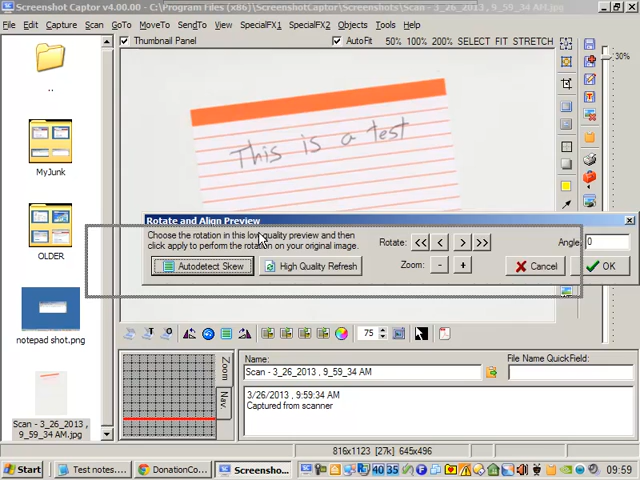 Screenshot Captor v4.00.00 - C:\Program Files (x86)\ScreenshotCaptor\Screenshots\Scan - 3_26_2013 , 9_59_34 AM.jpg
File Edit Capture Scan GoTo MoveTo SendTo View SpecialFX1 SpecialFX2 Objects Tools Help
Thumbnail Panel AutoFit 50% 100% 200% SELECT FIT STRETCH
30%
..
MyJunk
OLDER
notepad shot.png
Scan - 3_26_2013 , 9_59_34 AM.jpg
This is a test
Rotate and Align Preview
Choose the rotation in this low quality preview and then
click apply to perform the rotation on your original image.
Rotate: << < > >> Angle: 0
Autodetect Skew High Quality Refresh Zoom: - + Cancel OK
75
Zoom
Nav.
Name: File Name QuickField:
Scan - 3_26_2013 , 9_59_34 AM
3/26/2013 , 9:59:34 AM
Captured from scanner
816x1123 [27k] 645x496
Start Test notes.... DonationCo... Screensho... 40 35 09:59